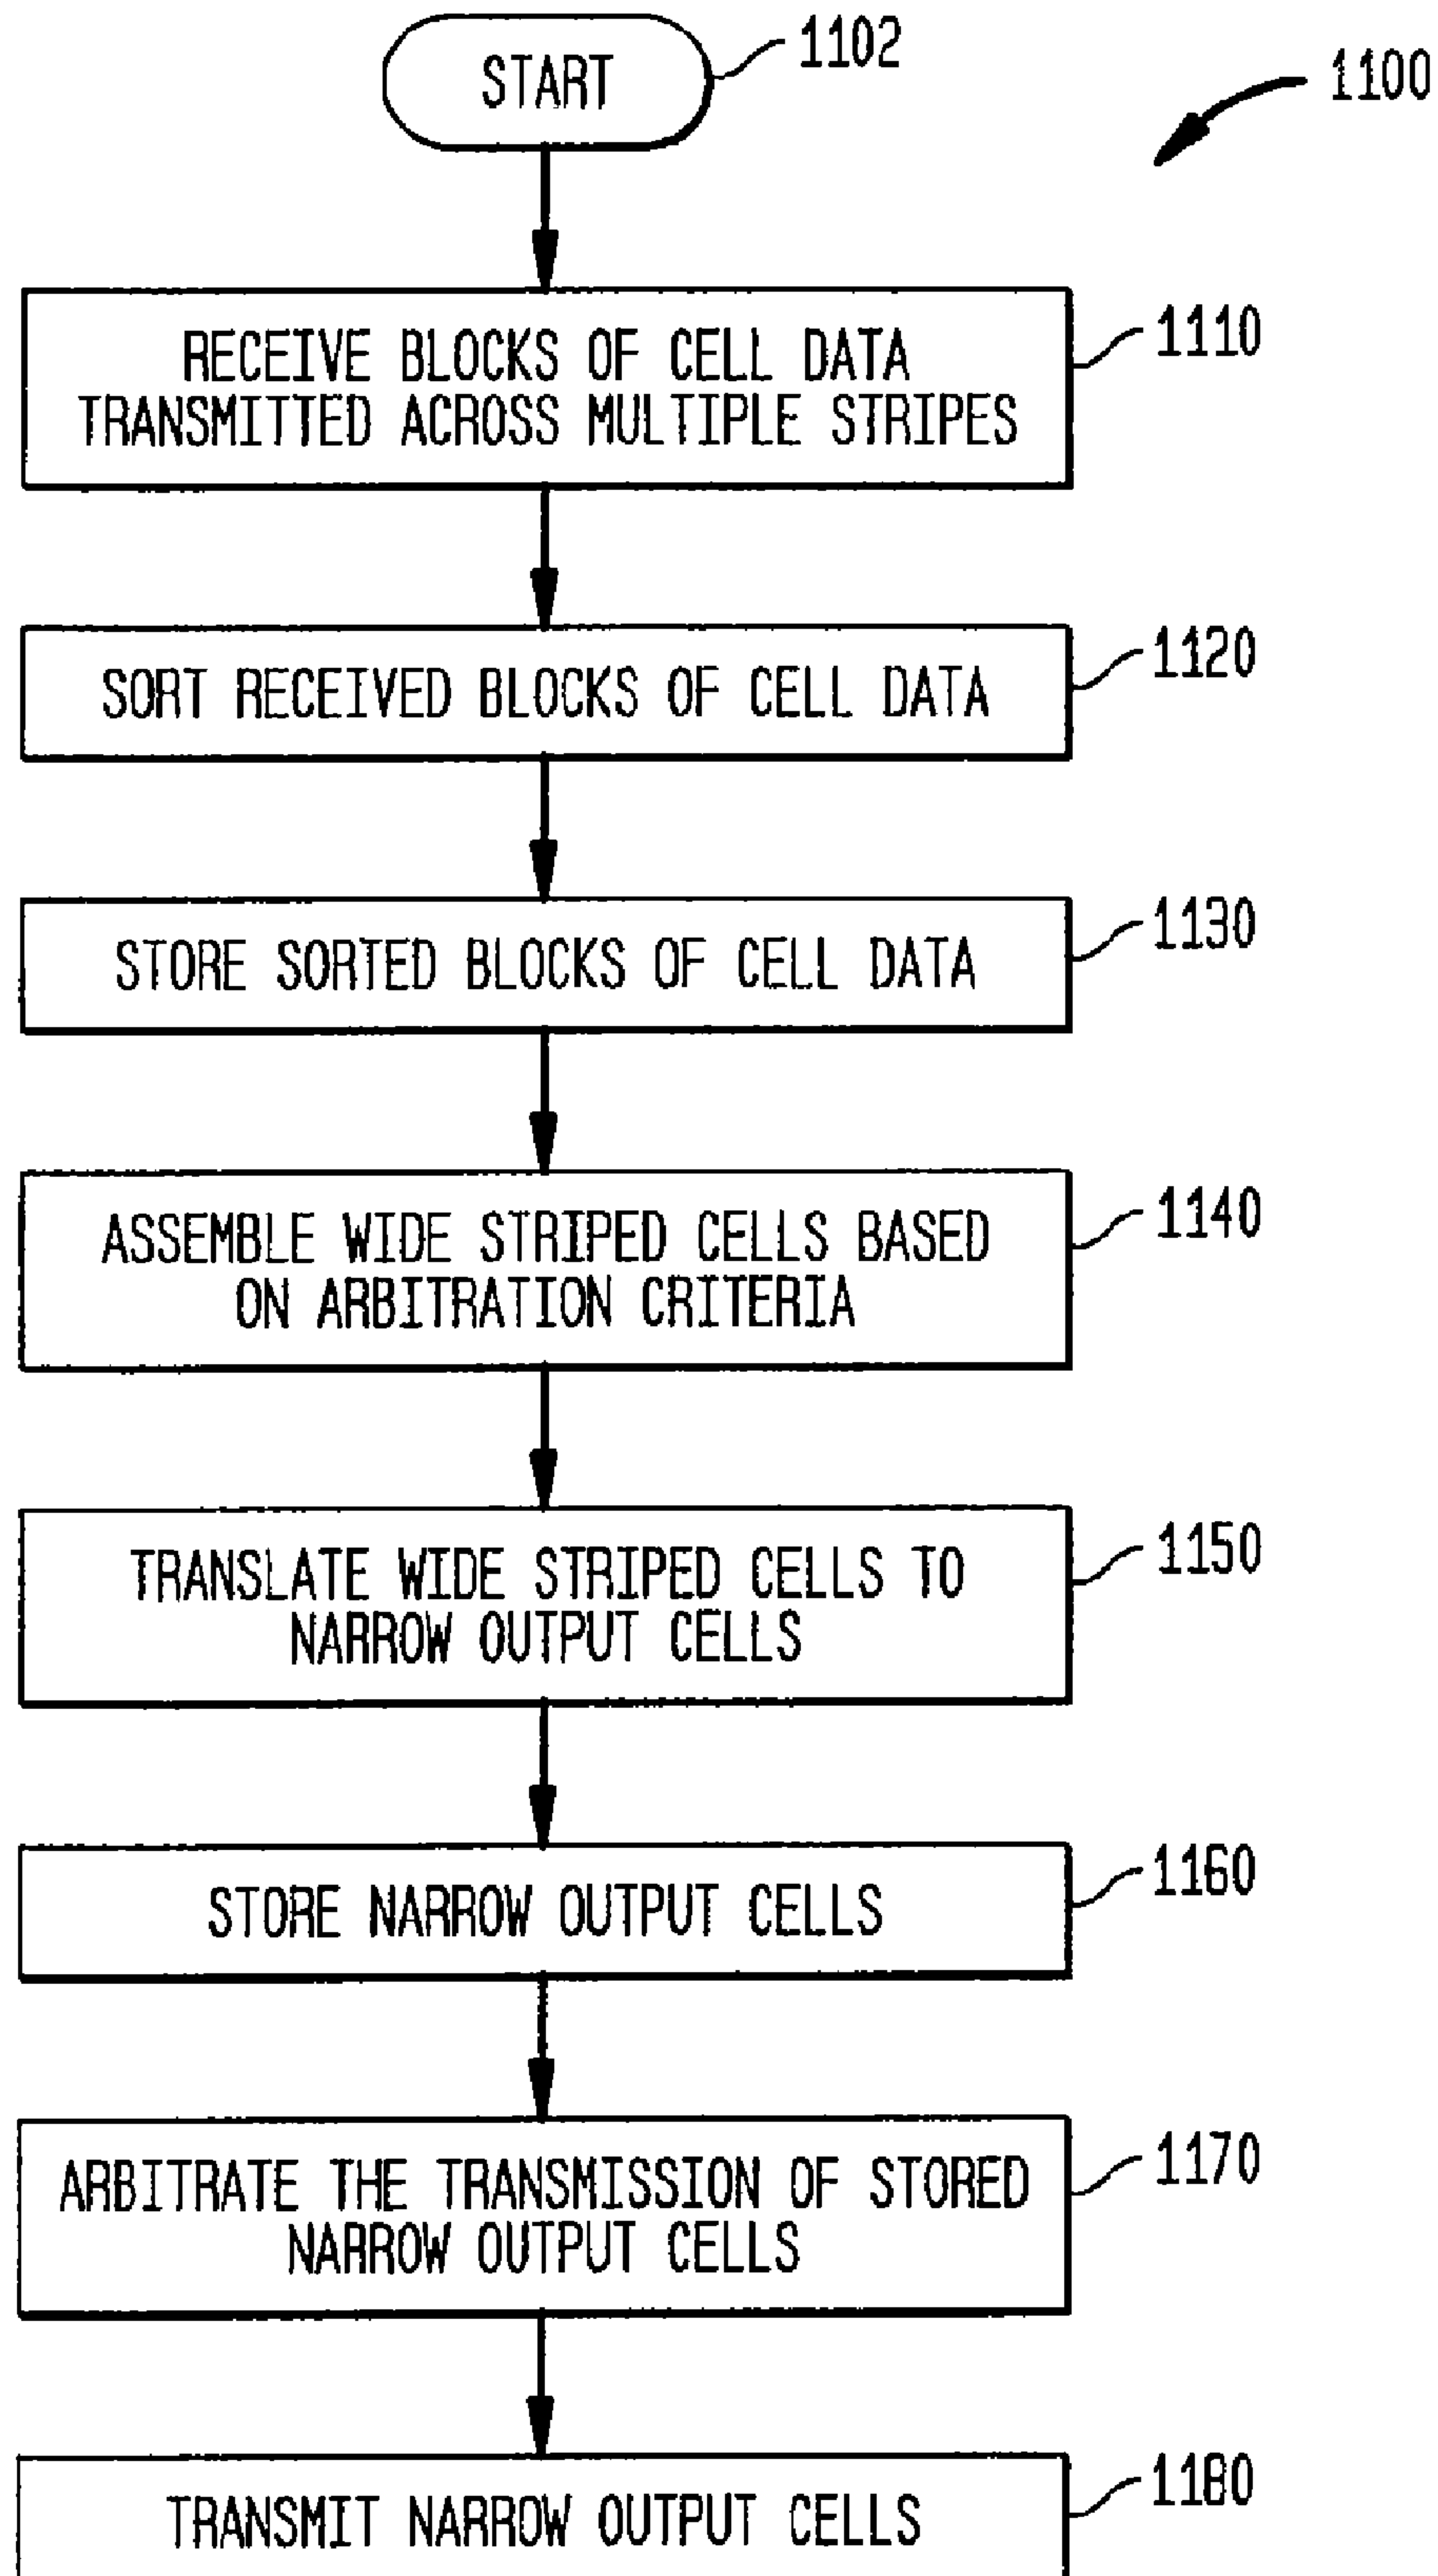 START
1102
1100
RECEIVE BLOCKS OF CELL DATA
TRANSMITTED ACROSS MULTIPLE STRIPES
1110
SORT RECEIVED BLOCKS OF CELL DATA
1120
STORE SORTED BLOCKS OF CELL DATA
1130
ASSEMBLE WIDE STRIPED CELLS BASED
ON ARBITRATION CRITERIA
1140
TRANSLATE WIDE STRIPED CELLS TO
NARROW OUTPUT CELLS
1150
STORE NARROW OUTPUT CELLS
1160
ARBITRATE THE TRANSMISSION OF STORED
NARROW OUTPUT CELLS
1170
TRANSMIT NARROW OUTPUT CELLS
1180